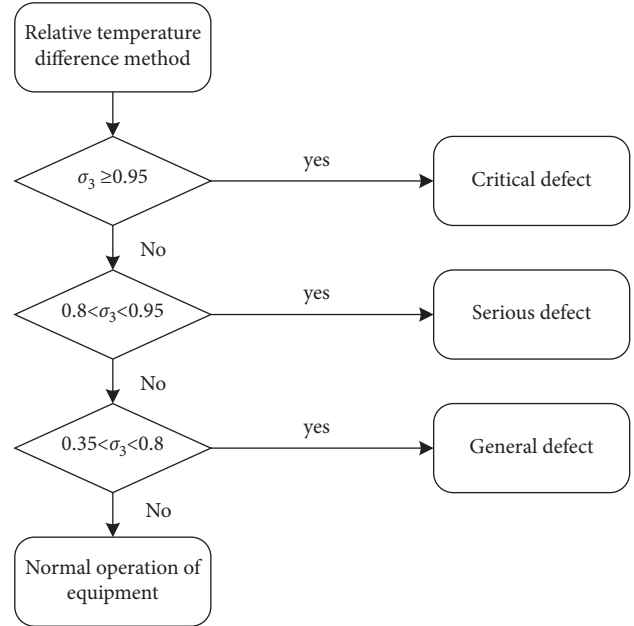 Relative temperature
difference method
σ₃ ≥0.95
yes
Critical defect
No
0.8<σ₃<0.95
yes
Serious defect
No
0.35<σ₃<0.8
yes
General defect
No
Normal operation of
equipment